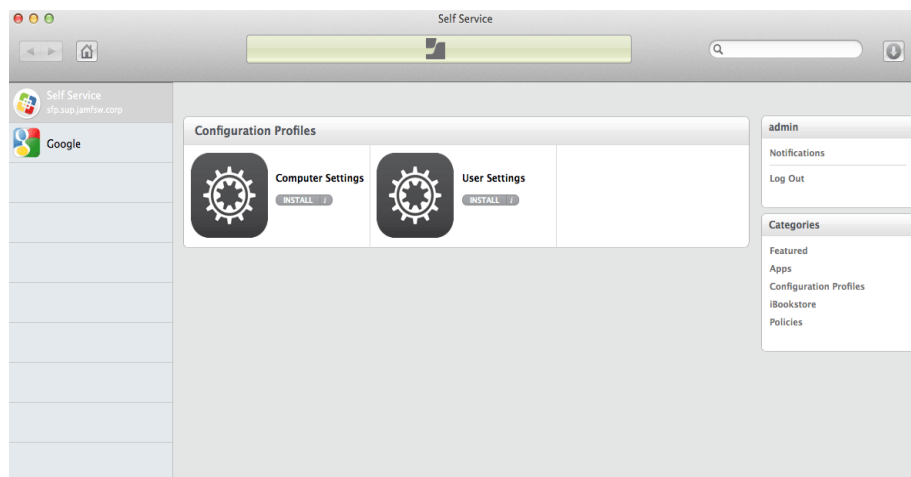 Self Service
Self Service
sfp.sup.jamfsw.corp
Google
Configuration Profiles
Computer Settings
INSTALL i
User Settings
INSTALL i
admin
Notifications
Log Out
Categories
Featured
Apps
Configuration Profiles
iBookstore
Policies